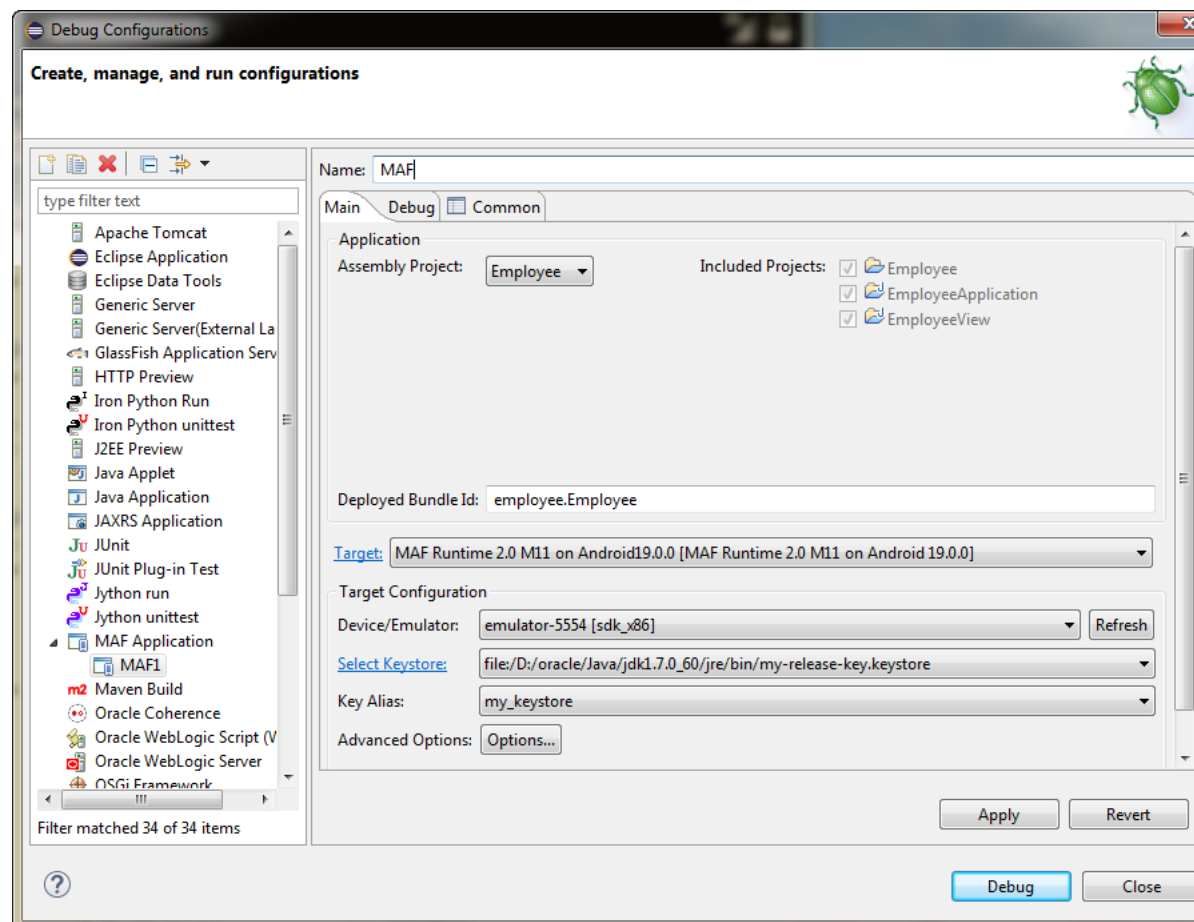 Debug Configurations
Create, manage, and run configurations
type filter text
Apache Tomcat
Eclipse Application
Eclipse Data Tools
Generic Server
Generic Server(External La
GlassFish Application Serv
HTTP Preview
Iron Python Run
Iron Python unittest
J2EE Preview
Java Applet
Java Application
JAXRS Application
JUnit
JUnit Plug-in Test
Jython run
Jython unittest
MAF Application
MAF1
Maven Build
Oracle Coherence
Oracle WebLogic Script (W
Oracle WebLogic Server
OSGi Framework
Filter matched 34 of 34 items
Name: MAF
Main Debug Common
Application
Assembly Project: Employee Included Projects: Employee
EmployeeApplication
EmployeeView
Deployed Bundle Id: employee.Employee
Target: MAF Runtime 2.0 M11 on Android19.0.0 [MAF Runtime 2.0 M11 on Android 19.0.0]
Target Configuration
Device/Emulator: emulator-5554 [sdk_x86] Refresh
Select Keystore: file:/D:/oracle/Java/jdk1.7.0_60/jre/bin/my-release-key.keystore
Key Alias: my_keystore
Advanced Options: Options...
Apply Revert
Debug Close